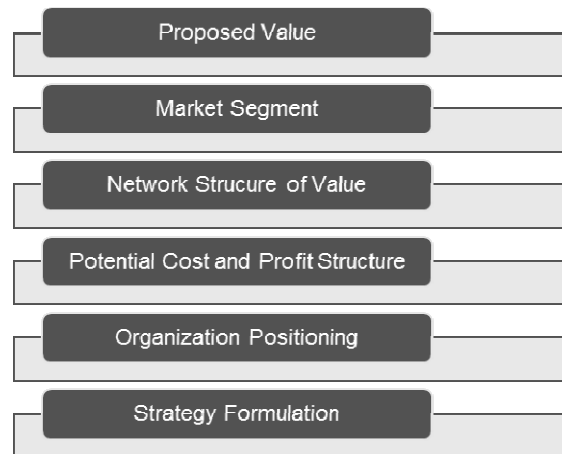 Proposed Value
Market Segment
Network Strucure of Value
Potential Cost and Profit Structure
Organization Positioning
Strategy Formulation